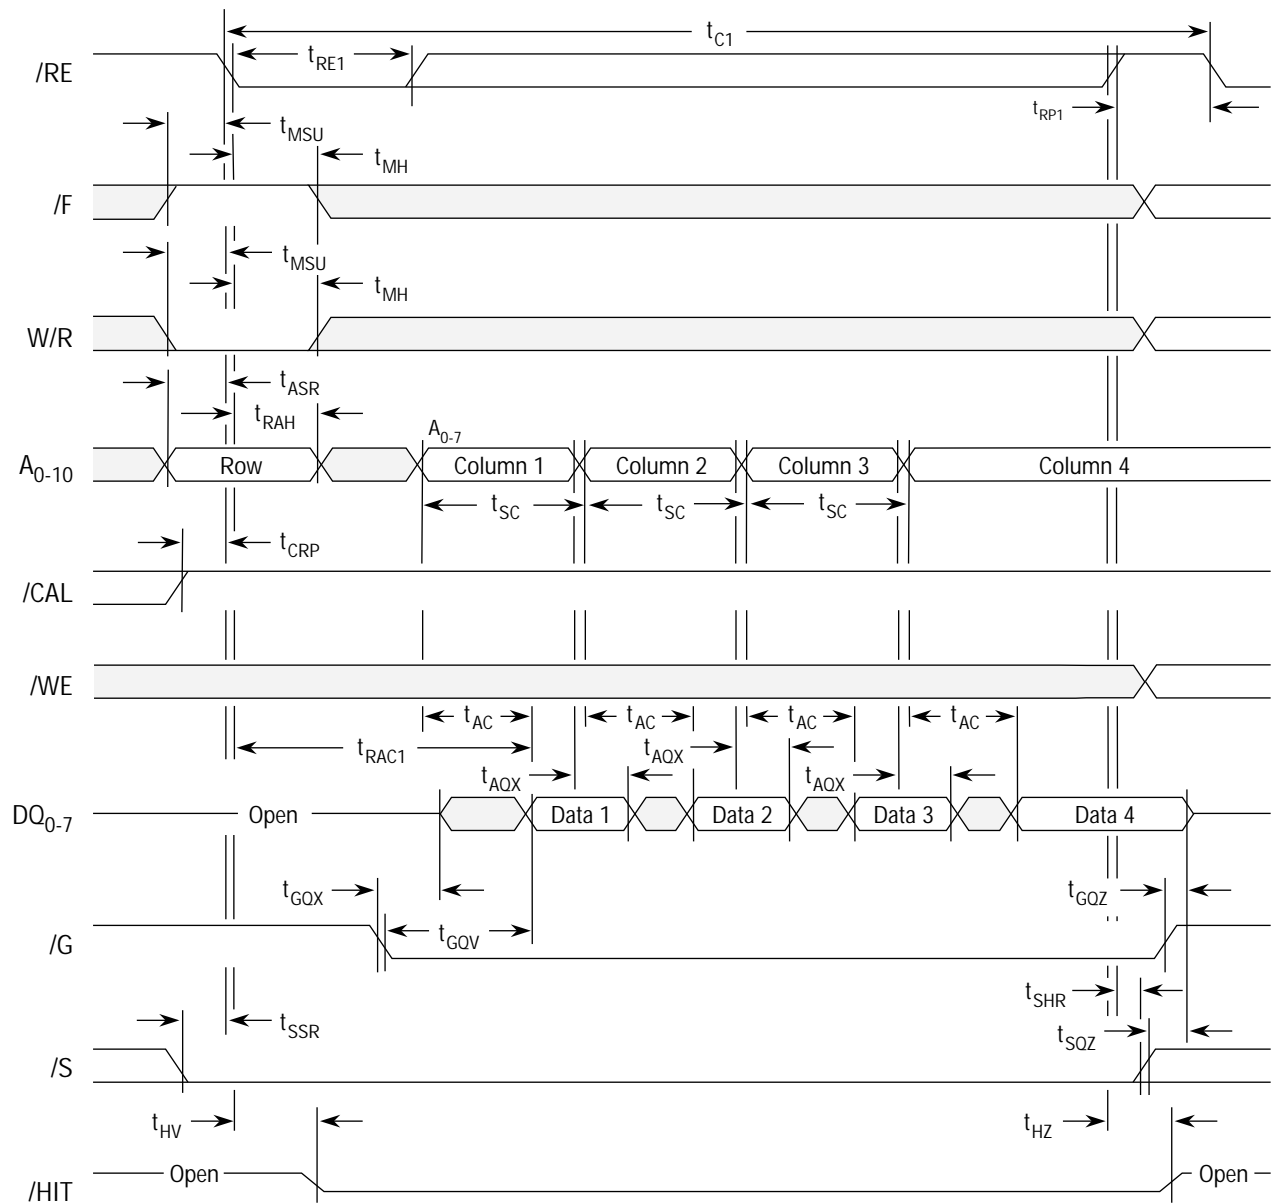 t_C1
t_RE1
/RE
t_RP1
t_MSU
t_MH
/F
t_MSU
t_MH
W/R
t_ASR
t_RAH
A_0-7
A_0-10 Row Column 1 Column 2 Column 3 Column 4
t_SC t_SC t_SC
t_CRP
/CAL
/WE
t_AC t_AC t_AC t_AC
t_RAC1 t_AQX
t_AQX t_AQX
DQ_0-7 Open Data 1 Data 2 Data 3 Data 4
t_GQX t_GQZ
t_GQV
/G
t_SHR
t_SSR t_SQZ
/S
t_HV t_HZ
/HIT Open Open